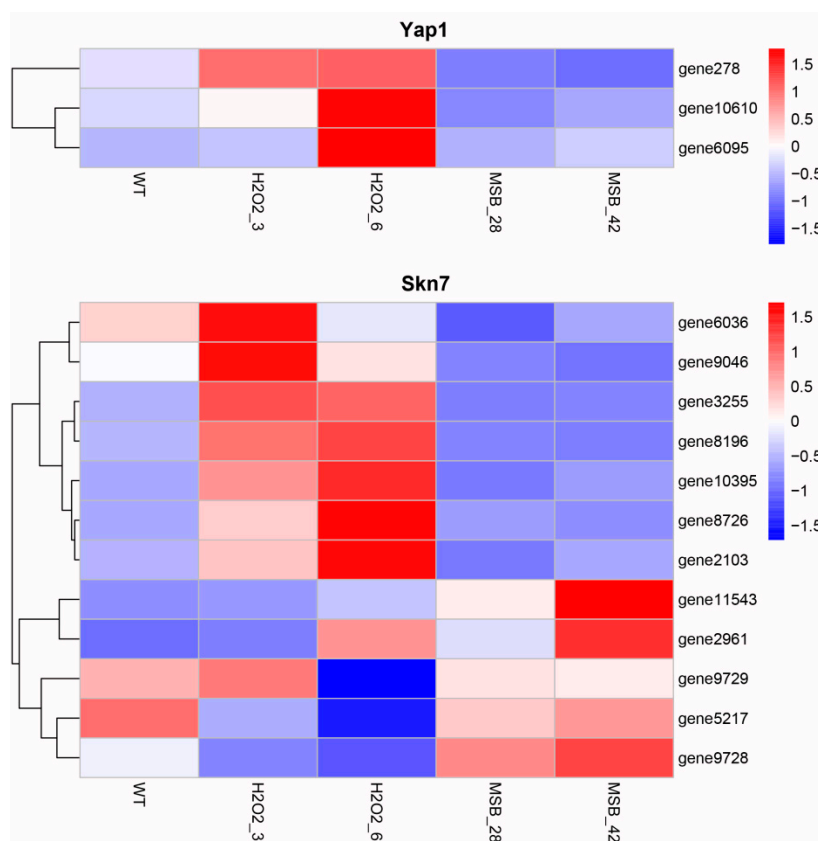 Yap1
gene278
gene10610
gene6095
WT
H2O2_3
H2O2_6
MSB_28
MSB_42
1.5
1
0.5
0
−0.5
−1
−1.5
Skn7
gene6036
gene9046
gene3255
gene8196
gene10395
gene8726
gene2103
gene11543
gene2961
gene9729
gene5217
gene9728
WT
H2O2_3
H2O2_6
MSB_28
MSB_42
1.5
1
0.5
0
−0.5
−1
−1.5